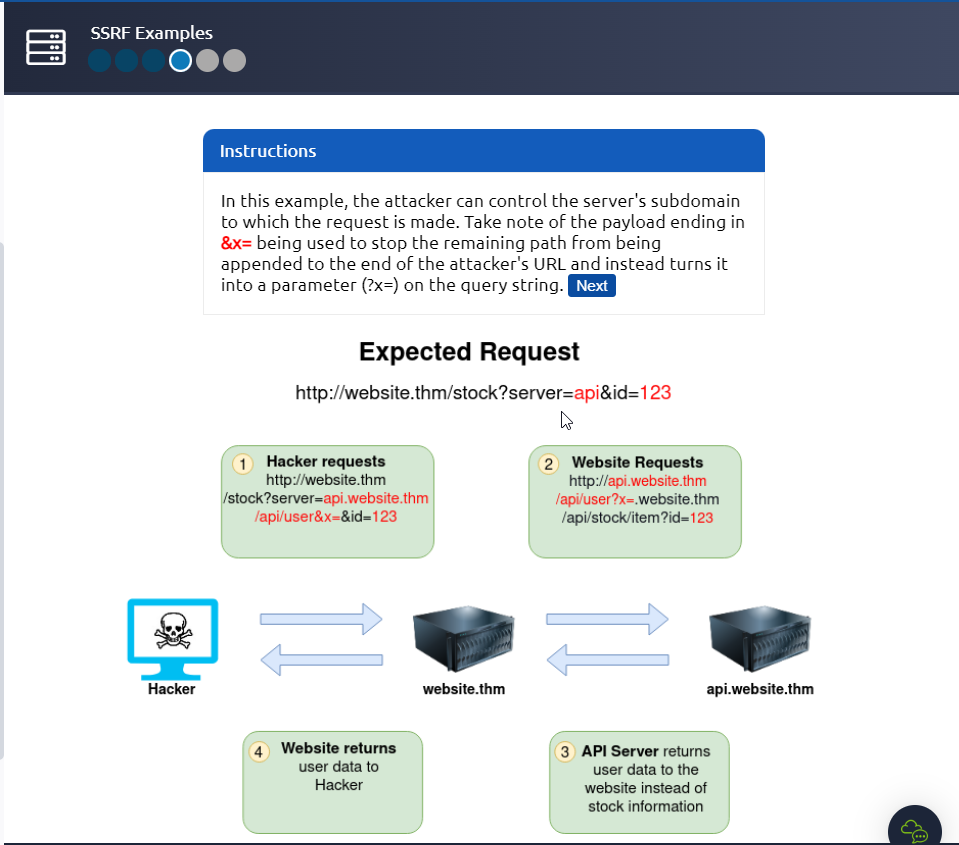 SSRF Examples
Instructions
In this example, the attacker can control the server's subdomain
to which the request is made. Take note of the payload ending in
&x= being used to stop the remaining path from being
appended to the end of the attacker's URL and instead turns it
into a parameter (?x=) on the query string. Next
Expected Request
http://website.thm/stock?server=api&id=123
1 Hacker requests
http://website.thm
/stock?server=api.website.thm
/api/user&x=&id=123
2 Website Requests
http://api.website.thm
/api/user?x=.website.thm
/api/stock/item?id=123
Hacker
website.thm
api.website.thm
4 Website returns
user data to
Hacker
3 API Server returns
user data to the
website instead of
stock information